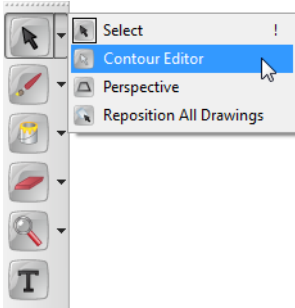 Select !
Contour Editor
Perspective
Reposition All Drawings
T